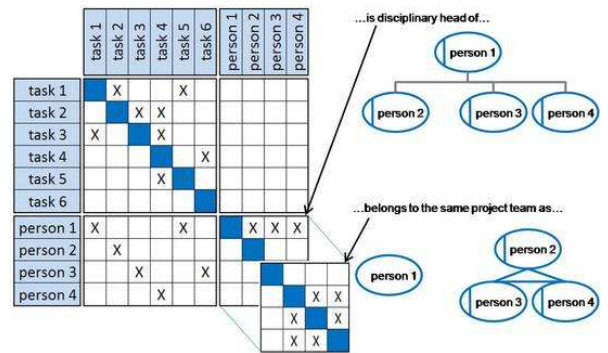 ...is disciplinary head of...
task 1 task 2 task 3 task 4 task 5 task 6 person 1 person 2 person 3 person 4
person 1
task 1 X X
person 2 person 3 person 4
task 2 X X
task 3 X X
task 4 X
task 5 X
task 6
...belongs to the same project team as...
person 1 X X X X X
person 2 X
person 2
person 3 X X
person 1
X X
person 4 X
person 3 person 4
X X
X X